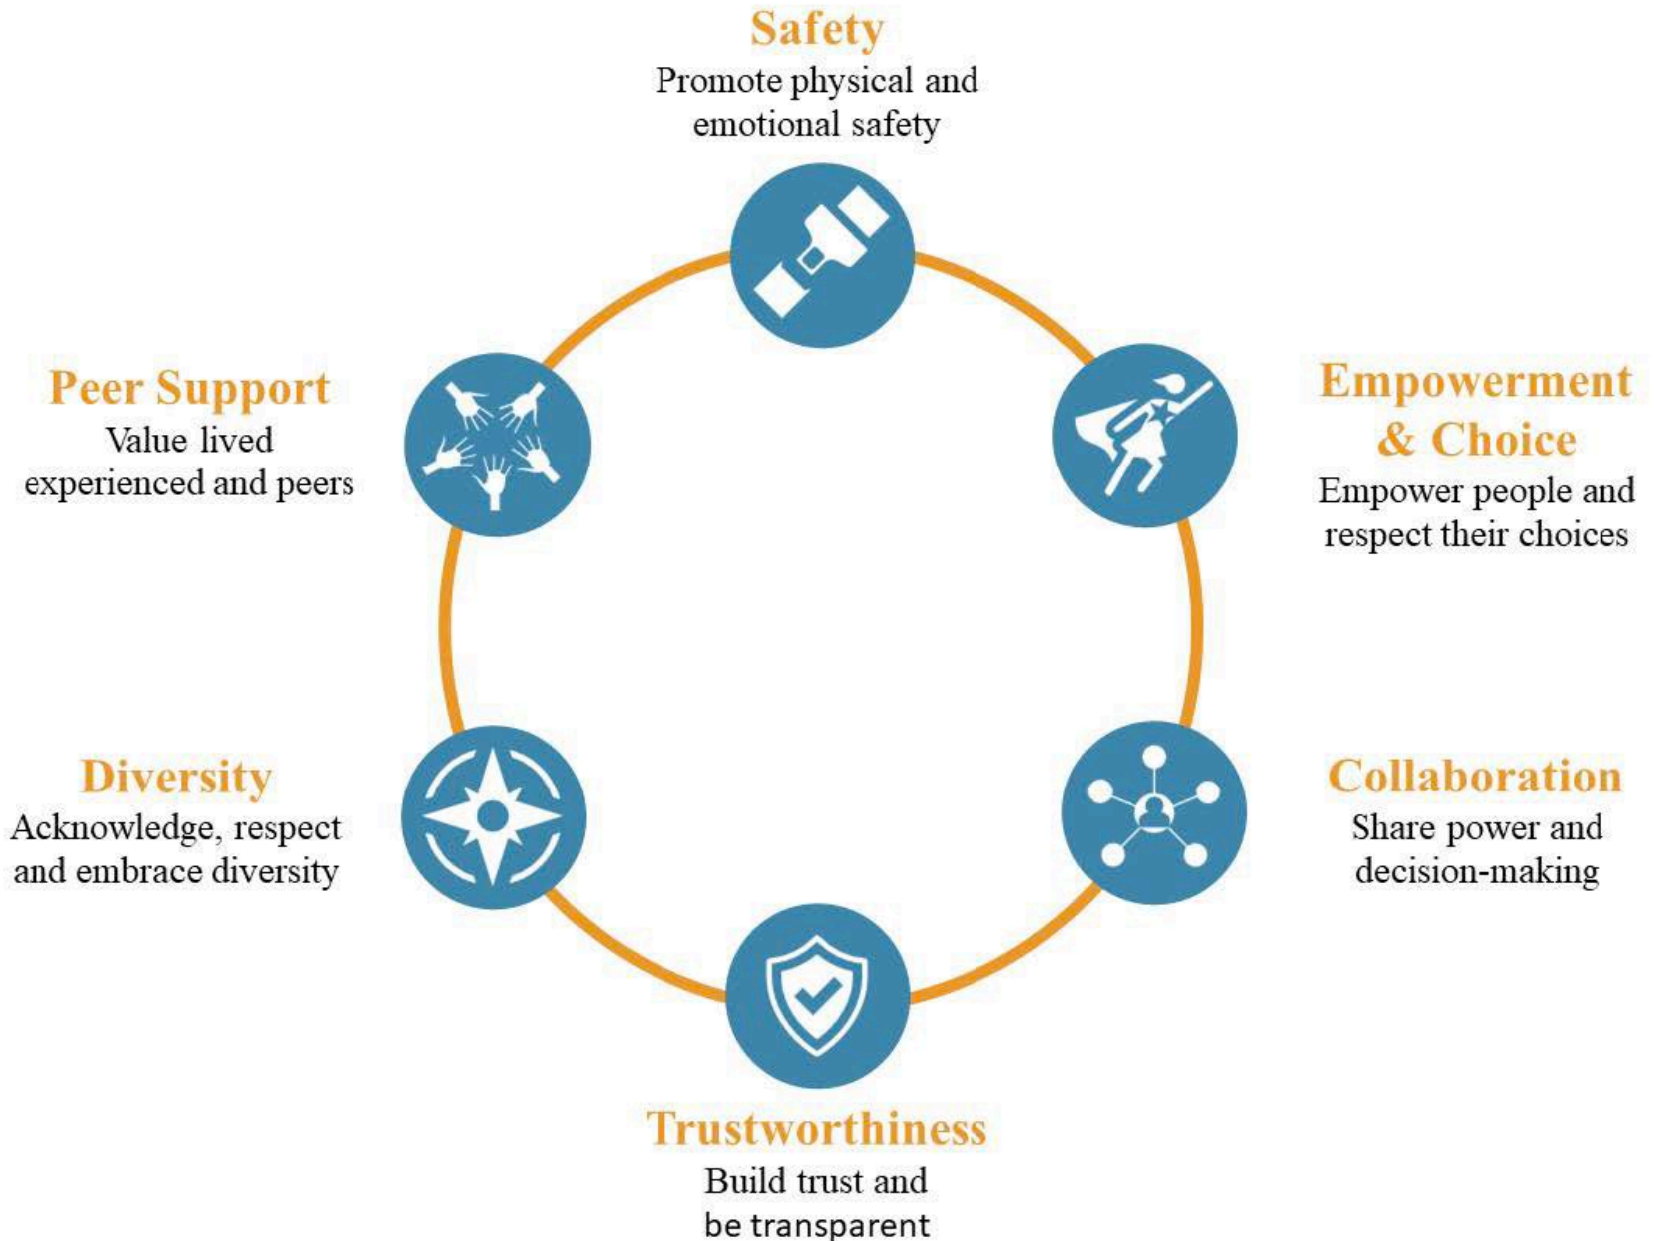 Safety
Promote physical and
emotional safety
Empowerment
& Choice
Empower people and
respect their choices
Collaboration
Share power and
decision-making
Trustworthiness
Build trust and
be transparent
Diversity
Acknowledge, respect
and embrace diversity
Peer Support
Value lived
experienced and peers